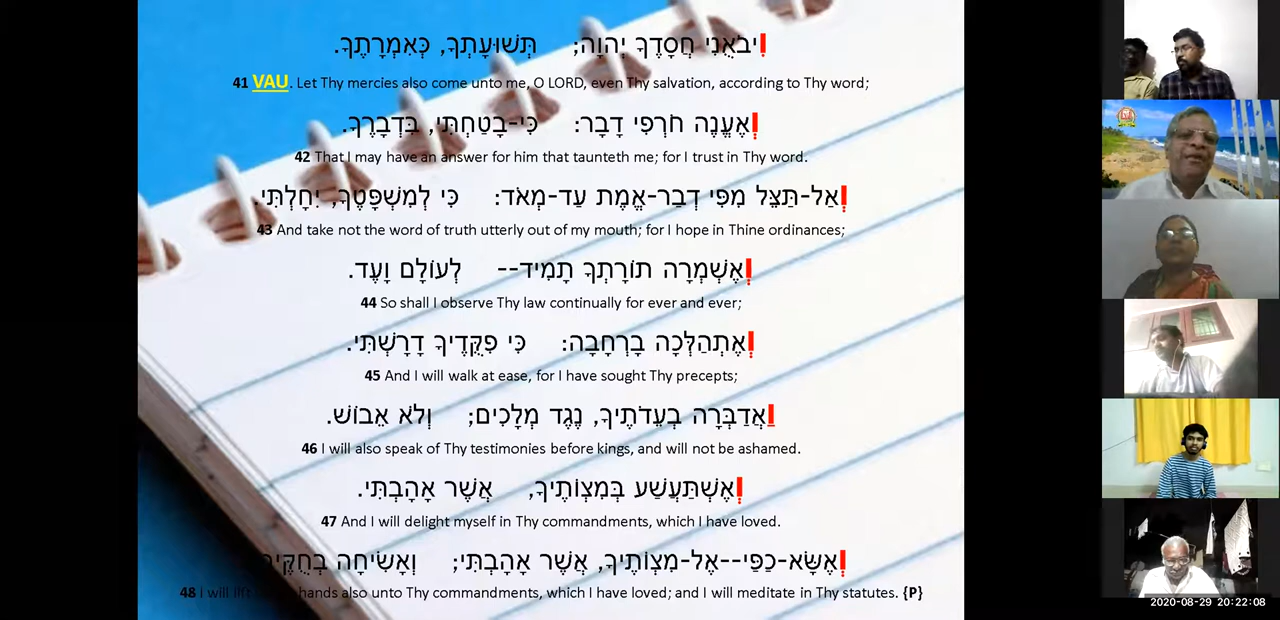 וִיבֹאֻנִי חֲסָדֶךָ יְהוָה; תְּשׁוּעָתְךָ, כְּאִמְרָתֶךָ.
41 VAU. Let Thy mercies also come unto me, O LORD, even Thy salvation, according to Thy word;
וְאֶעֱנֶה חֹרְפִי דָבָר: כִּי-בָטַחְתִּי, בִּדְבָרֶךָ.
42 That I may have an answer for him that taunteth me; for I trust in Thy word.
וְאַל-תַּצֵּל מִפִּי דְבַר-אֱמֶת עַד-מְאֹד: כִּי לְמִשְׁפָּטֶךָ יִחָלְתִּי.
43 And take not the word of truth utterly out of my mouth; for I hope in Thine ordinances;
וְאֶשְׁמְרָה תוֹרָתְךָ תָמִיד-- לְעוֹלָם וָעֶד.
44 So shall I observe Thy law continually for ever and ever;
וְאֶתְהַלְּכָה בָרְחָבָה: כִּי פִקֻּדֶיךָ דָרָשְׁתִּי.
45 And I will walk at ease, for I have sought Thy precepts;
וַאֲדַבְּרָה בְעֵדֹתֶיךָ, נֶגֶד מְלָכִים; וְלֹא אֵבוֹשׁ.
46 I will also speak of Thy testimonies before kings, and will not be ashamed.
וְאֶשְׁתַּעֲשַׁע בְּמִצְוֺתֶיךָ, אֲשֶׁר אָהָבְתִּי.
47 And I will delight myself in Thy commandments, which I have loved.
וְאֶשָּׂא-כַפַּי--אֶל-מִצְוֺתֶיךָ, אֲשֶׁר אָהָבְתִּי; וְאָשִׂיחָה
48 I will hands also unto Thy commandments, which I have loved; and I will meditate in Thy statutes. {P}
2020-08-29 20:22:08